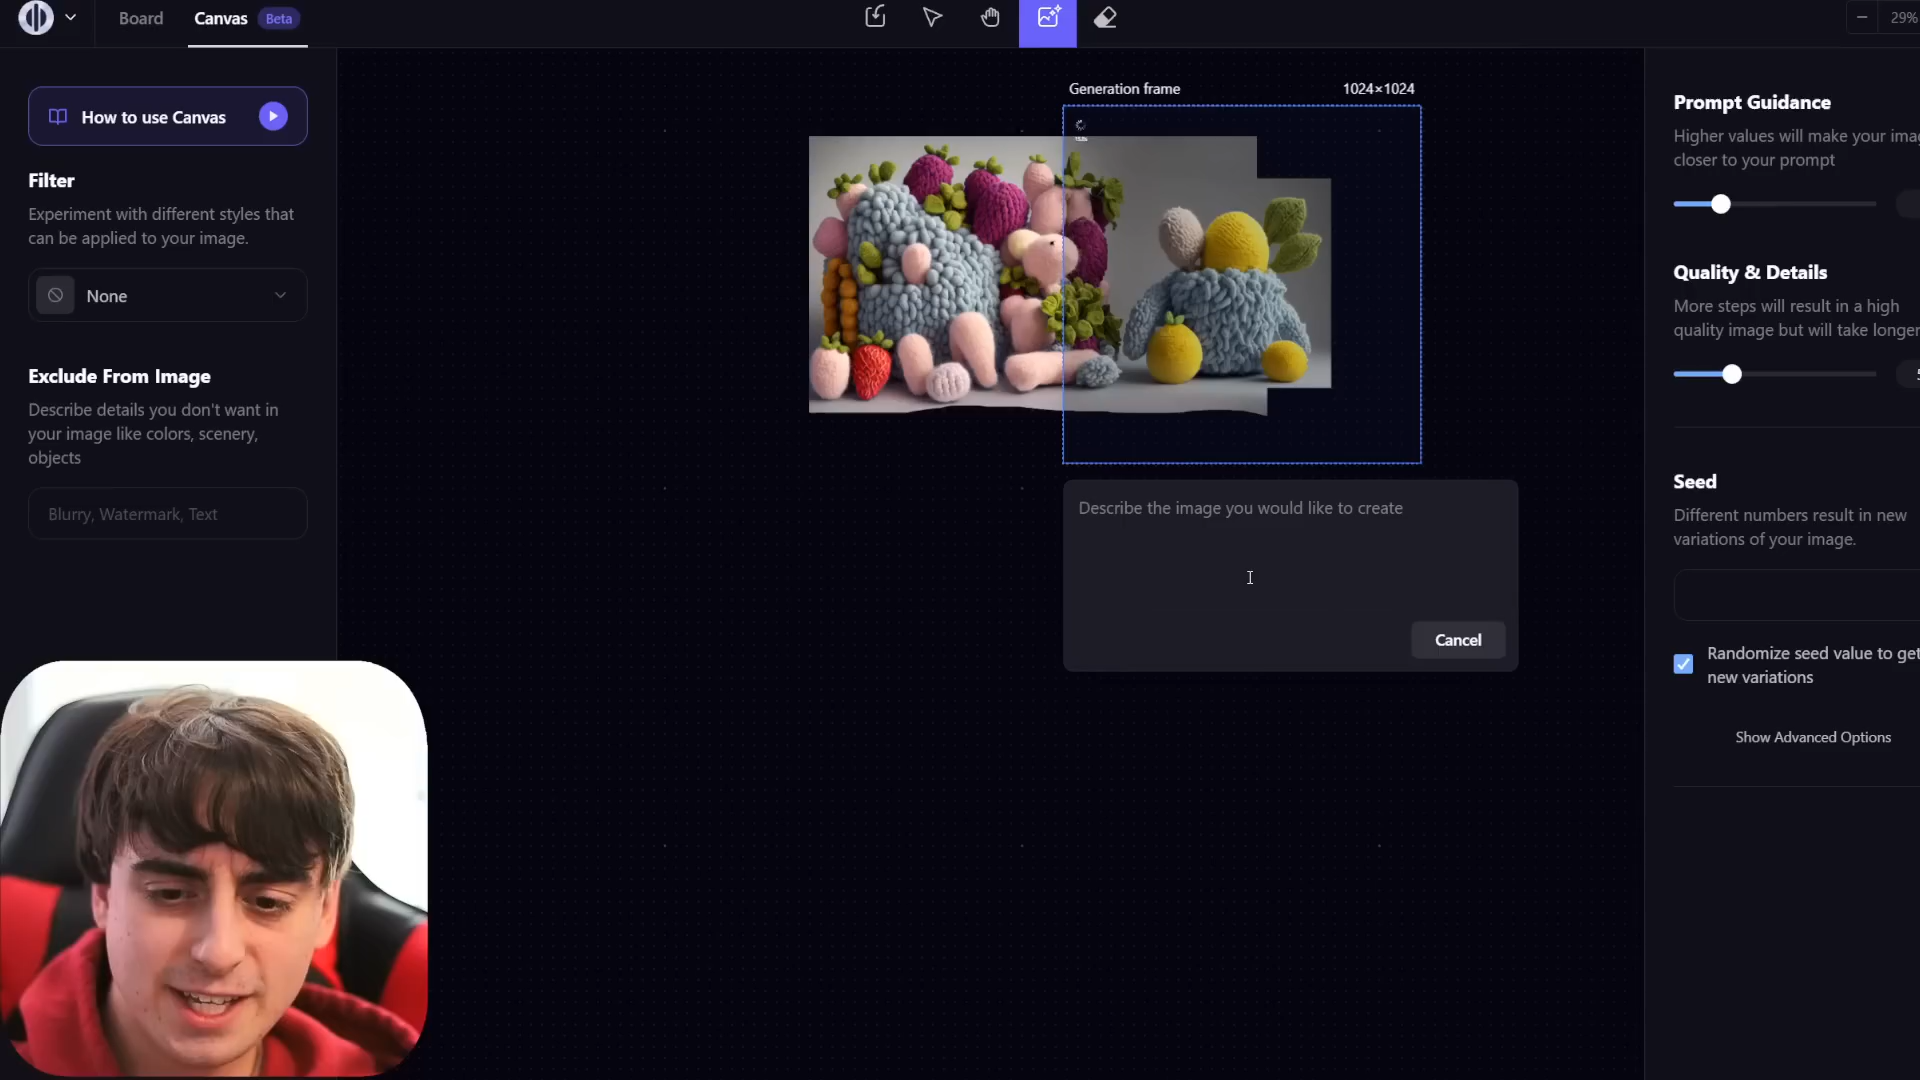 Board
Canvas
Beta
29%
How to use Canvas
Filter
Experiment with different styles that
can be applied to your image.
None
Exclude From Image
Describe details you don't want in
your image like colors, scenery,
objects
Blurry, Watermark, Text
Generation frame
1024×1024
Describe the image you would like to create
Cancel
Prompt Guidance
Higher values will make your imag
closer to your prompt
Quality & Details
More steps will result in a high
quality image but will take longer
5
Seed
Different numbers result in new
variations of your image.
Randomize seed value to get
new variations
Show Advanced Options